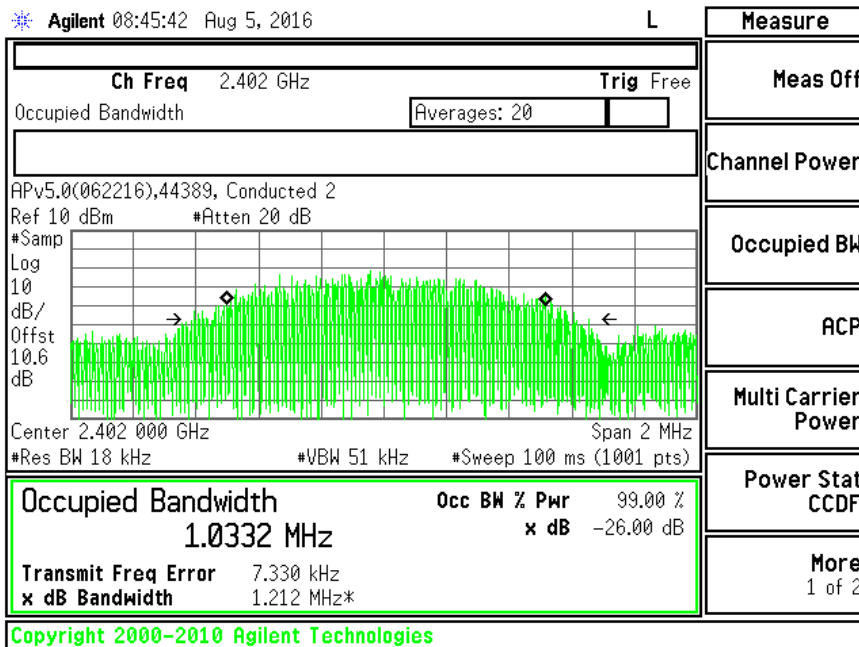 Agilent 08:45:42 Aug 5, 2016 L Measure
Ch Freq 2.402 GHz Trig Free
Occupied Bandwidth Averages: 20
APv5.0(062216),44389, Conducted 2
Ref 10 dBm #Atten 20 dB
#Samp
Log
10
dB/
Offst
10.6
dB
Center 2.402 000 GHz Span 2 MHz
#Res BW 18 kHz #VBW 51 kHz #Sweep 100 ms (1001 pts)
Occupied Bandwidth Occ BW % Pwr 99.00 %
1.0332 MHz x dB -26.00 dB
Transmit Freq Error 7.330 kHz
x dB Bandwidth 1.212 MHz*
Meas Off
Channel Power
Occupied BW
ACP
Multi Carrier
Power
Power Stat
CCDF
More
1 of 2
Copyright 2000-2010 Agilent Technologies